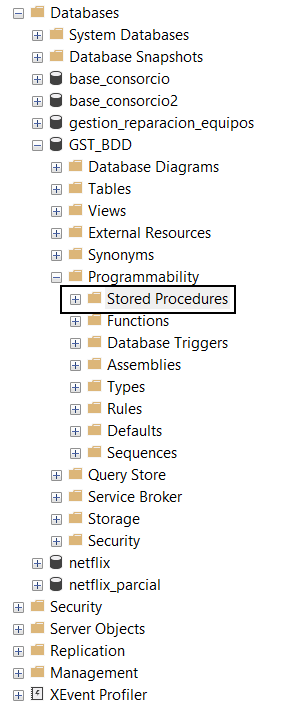 Databases
System Databases
Database Snapshots
base_consorcio
base_consorcio2
gestion_reparacion_equipos
GST_BDD
Database Diagrams
Tables
Views
External Resources
Synonyms
Programmability
Stored Procedures
Functions
Database Triggers
Assemblies
Types
Rules
Defaults
Sequences
Query Store
Service Broker
Storage
Security
netflix
netflix_parcial
Security
Server Objects
Replication
Management
XEvent Profiler